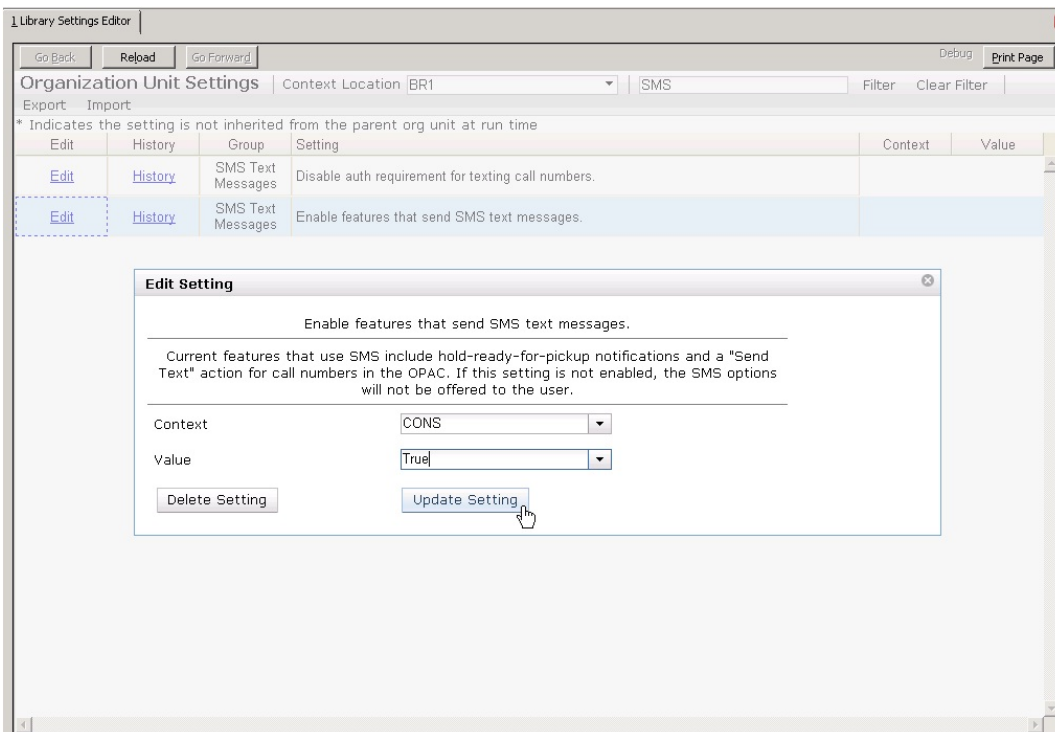 1 Library Settings Editor
Go Back Reload Go Forward Debug Print Page
Organization Unit Settings Context Location BR1 SMS Filter Clear Filter
Export Import
* Indicates the setting is not inherited from the parent org unit at run time
Edit History Group Setting Context Value
Edit History SMS Text Messages Disable auth requirement for texting call numbers.
Edit History SMS Text Messages Enable features that send SMS text messages.
Edit Setting
Enable features that send SMS text messages.
Current features that use SMS include hold-ready-for-pickup notifications and a "Send
Text" action for call numbers in the OPAC. If this setting is not enabled, the SMS options
will not be offered to the user.
Context CONS
Value True
Delete Setting Update Setting